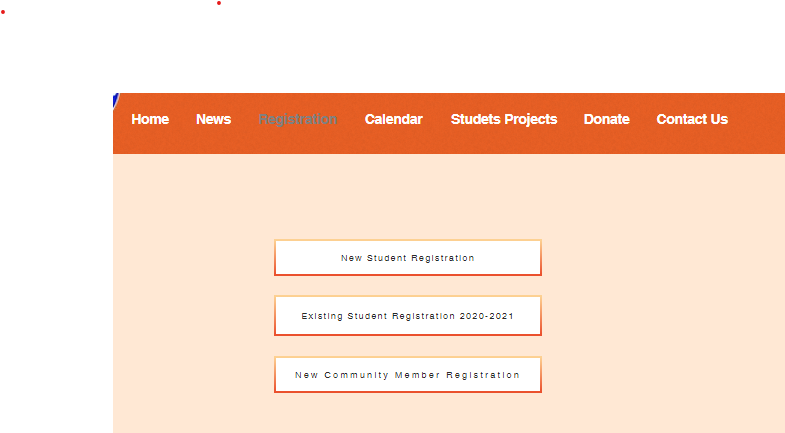 Home News Registration Calendar Studets Projects Donate Contact Us
New Student Registration
Existing Student Registration 2020-2021
New Community Member Registration